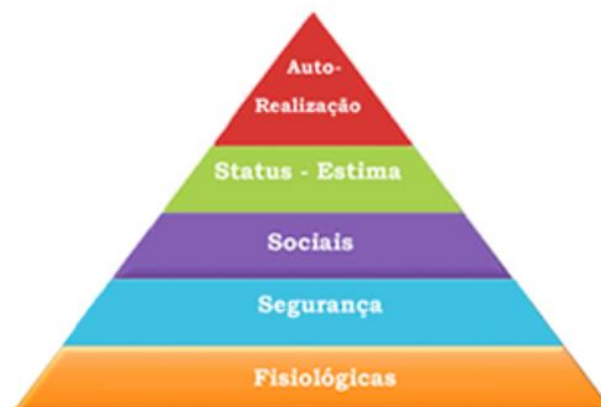 Auto-
Realização
Status - Estima
Sociais
Segurança
Fisiológicas